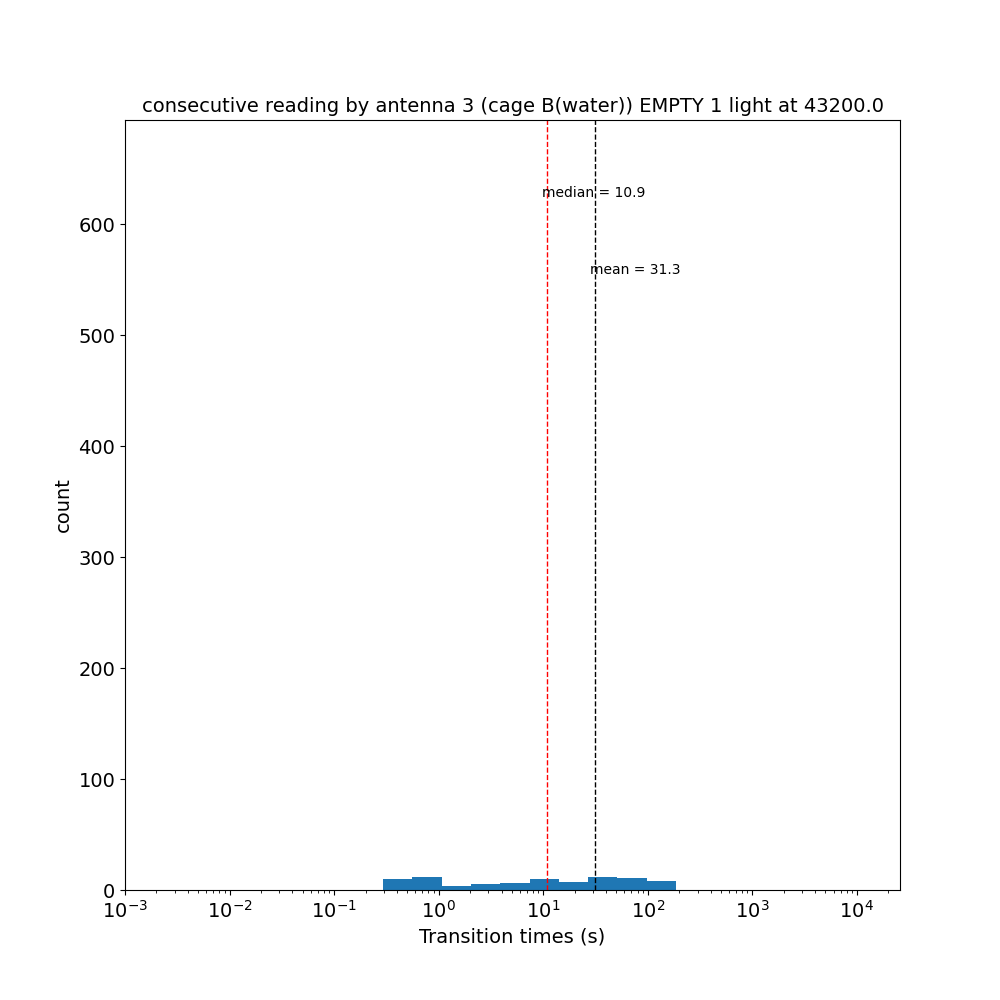 consecutive reading by antenna 3 (cage B(water)) EMPTY 1 light at 43200.0
median = 10.9
mean = 31.3
600
500
400
300
200
100
0
count
10⁻³ 10⁻² 10⁻¹ 10⁰ 10¹ 10² 10³ 10⁴
Transition times (s)